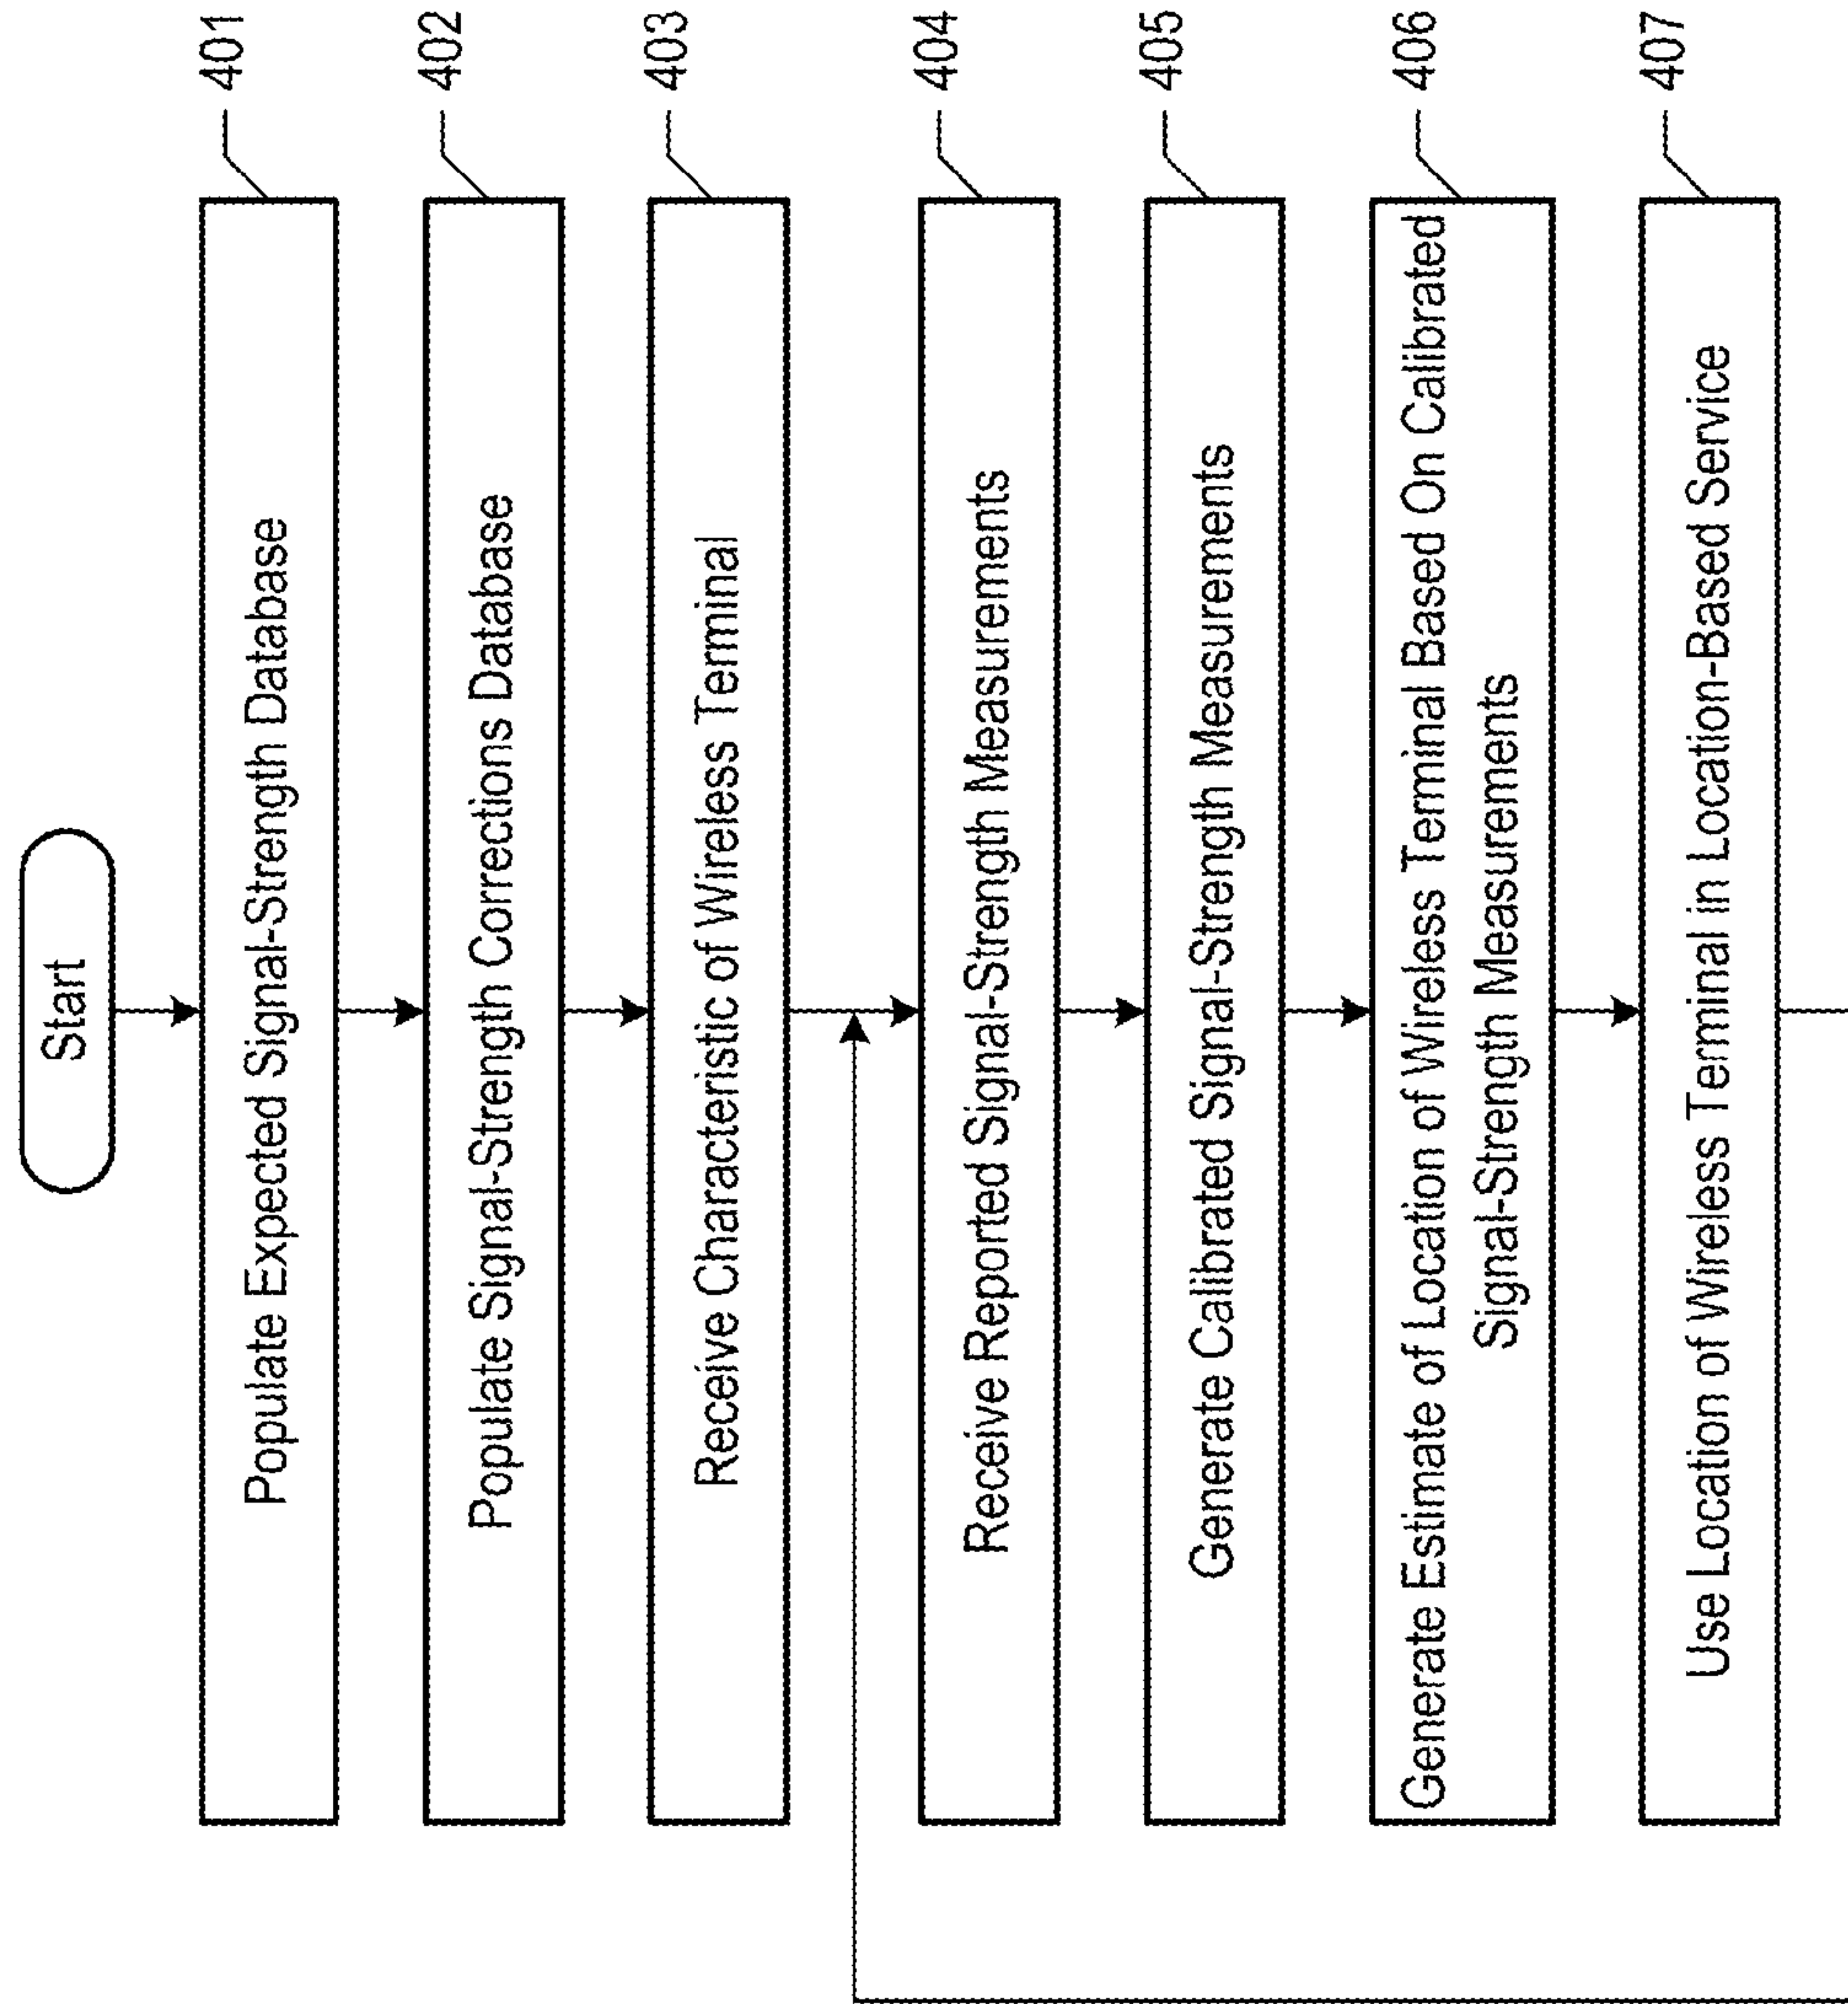 Start
Populate Expected Signal-Strength Database
401
Populate Signal-Strength Corrections Database
402
Receive Characteristic of Wireless Terminal
403
Receive Reported Signal-Strength Measurements
404
Generate Calibrated Signal-Strength Measurements
405
Generate Estimate of Location of Wireless Terminal Based On Calibrated
Signal-Strength Measurements
406
Use Location of Wireless Terminal in Location-Based Service
407